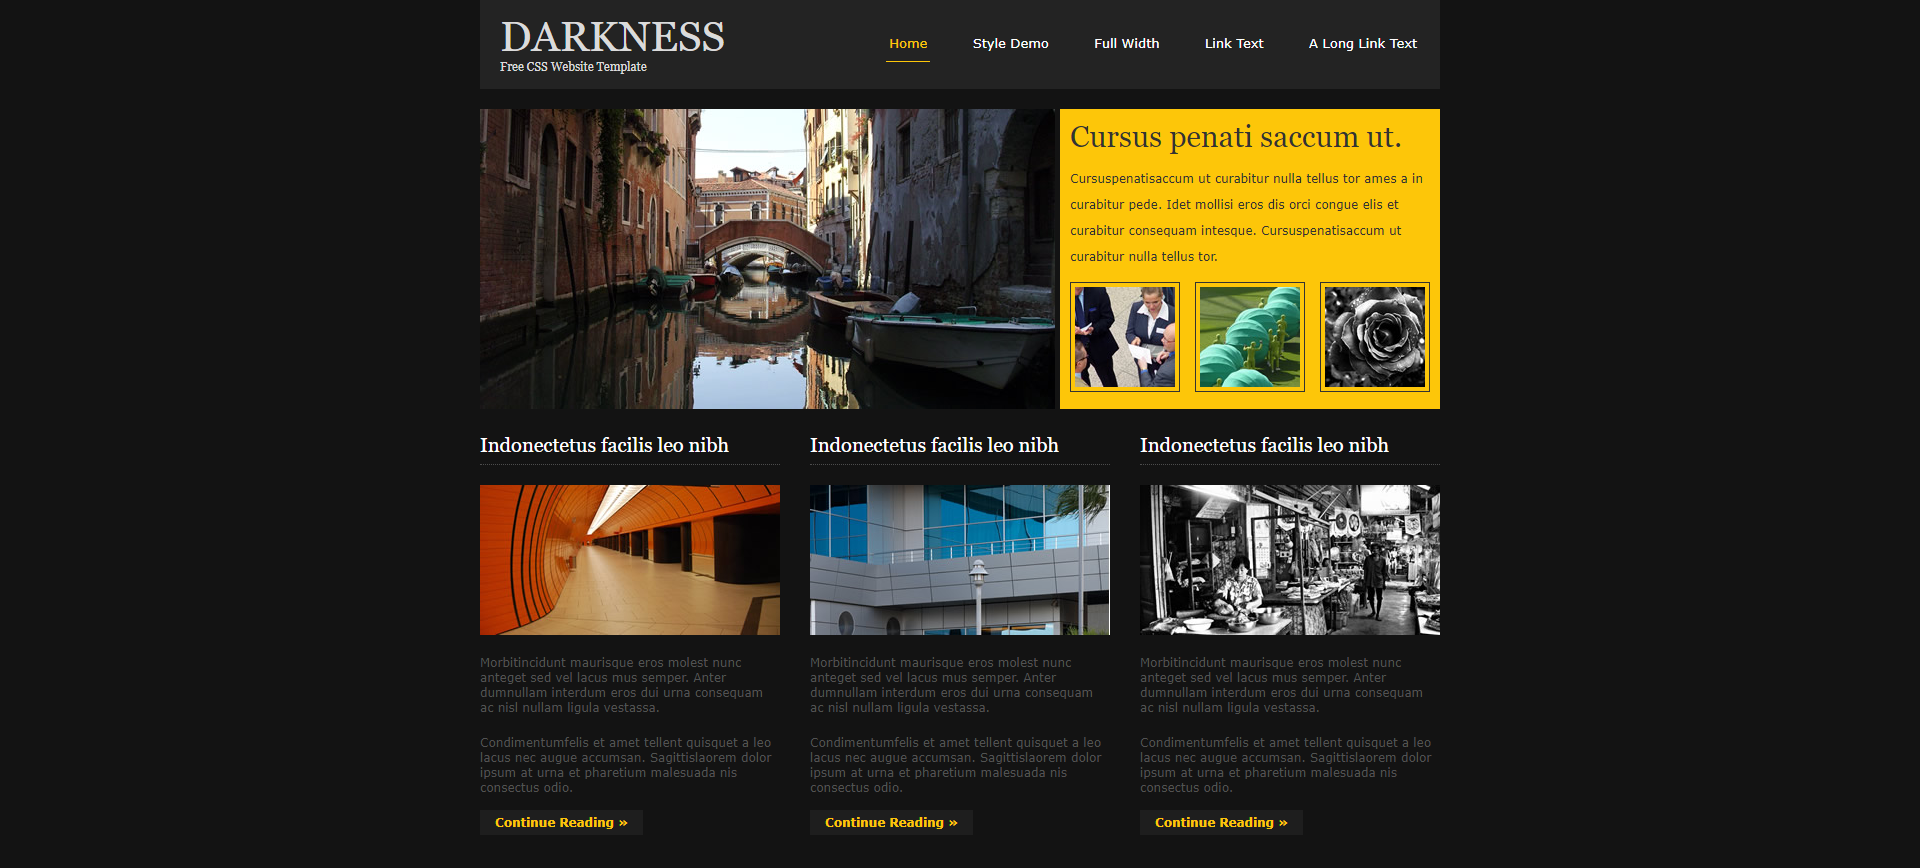 DARKNESS
Free CSS Website Template
Home
Style Demo
Full Width
Link Text
A Long Link Text
Cursus penati saccum ut.
Cursuspenatisaccum ut curabitur nulla tellus tor ames a in
curabitur pede. Idet mollisi eros dis orci congue elis et
curabitur consequam intesque. Cursuspenatisaccum ut
curabitur nulla tellus tor.
Indonectetus facilis leo nibh
Morbitincidunt maurisque eros molest nunc
anteget sed vel lacus mus semper. Anter
dumnullam interdum eros dui urna consequam
ac nisl nullam ligula vestassa.
Condimentumfelis et amet tellent quisquet a leo
lacus nec augue accumsan. Sagittislaorem dolor
ipsum at urna et pharetium malesuada nis
consectus odio.
Continue Reading »
Indonectetus facilis leo nibh
Morbitincidunt maurisque eros molest nunc
anteget sed vel lacus mus semper. Anter
dumnullam interdum eros dui urna consequam
ac nisl nullam ligula vestassa.
Condimentumfelis et amet tellent quisquet a leo
lacus nec augue accumsan. Sagittislaorem dolor
ipsum at urna et pharetium malesuada nis
consectus odio.
Continue Reading »
Indonectetus facilis leo nibh
Morbitincidunt maurisque eros molest nunc
anteget sed vel lacus mus semper. Anter
dumnullam interdum eros dui urna consequam
ac nisl nullam ligula vestassa.
Condimentumfelis et amet tellent quisquet a leo
lacus nec augue accumsan. Sagittislaorem dolor
ipsum at urna et pharetium malesuada nis
consectus odio.
Continue Reading »